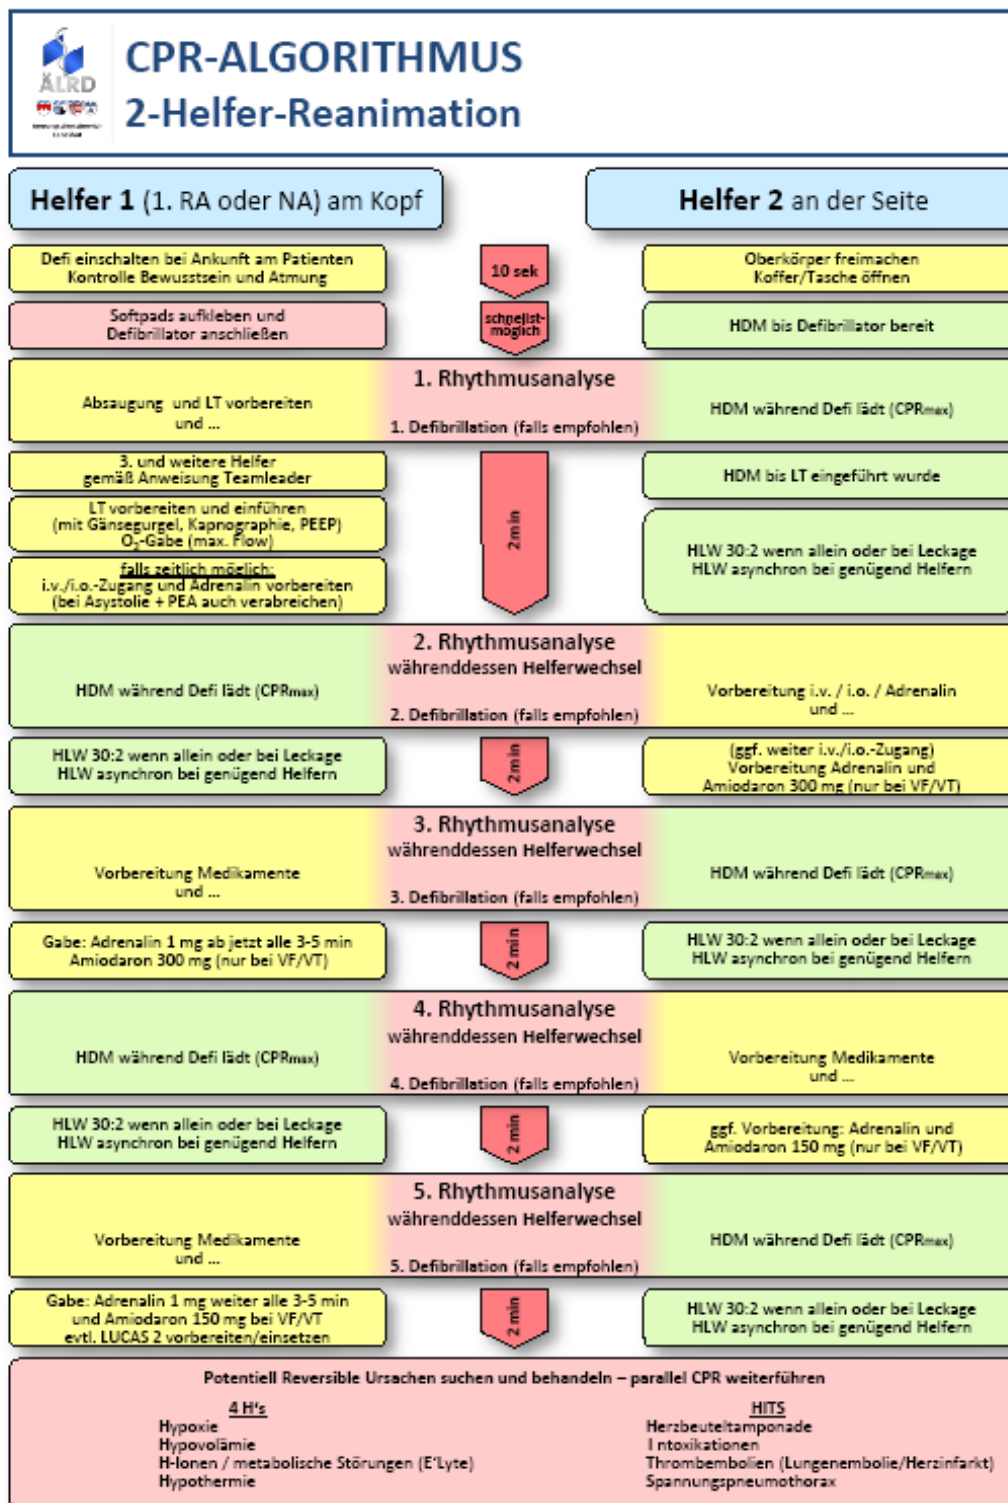 ÄLRD
CPR-ALGORITHMUS
2-Helfer-Reanimation
Helfer 1 (1. RA oder NA) am Kopf
Helfer 2 an der Seite
Defi einschalten bei Ankunft am Patienten
Kontrolle Bewusstsein und Atmung
10 sek
Oberkörper freimachen
Koffer/Tasche öffnen
Softpads aufkleben und
Defibrillator anschließen
schnellst-
möglich
HDM bis Defibrillator bereit
1. Rhythmusanalyse
Absaugung und LT vorbereiten
und ...
1. Defibrillation (falls empfohlen)
HDM während Defi lädt (CPRmax)
3. und weitere Helfer
gemäß Anweisung Teamleader
LT vorbereiten und einführen
(mit Gänsegurgel, Kapnographie, PEEP)
O₂-Gabe (max. Flow)
falls zeitlich möglich:
i.v./i.o.-Zugang und Adrenalin vorbereiten
(bei Asystolie + PEA auch verabreichen)
2min
HDM bis LT eingeführt wurde
HLW 30:2 wenn allein oder bei Leckage
HLW asynchron bei genügend Helfern
2. Rhythmusanalyse
währenddessen Helferwechsel
HDM während Defi lädt (CPRmax)
2. Defibrillation (falls empfohlen)
Vorbereitung i.v. / i.o. / Adrenalin
und ...
HLW 30:2 wenn allein oder bei Leckage
HLW asynchron bei genügend Helfern
2min
(ggf. weiter i.v./i.o.-Zugang)
Vorbereitung Adrenalin und
Amiodaron 300 mg (nur bei VF/VT)
3. Rhythmusanalyse
währenddessen Helferwechsel
Vorbereitung Medikamente
und ...
3. Defibrillation (falls empfohlen)
HDM während Defi lädt (CPRmax)
Gabe: Adrenalin 1 mg ab jetzt alle 3-5 min
Amiodaron 300 mg (nur bei VF/VT)
2 min
HLW 30:2 wenn allein oder bei Leckage
HLW asynchron bei genügend Helfern
4. Rhythmusanalyse
währenddessen Helferwechsel
HDM während Defi lädt (CPRmax)
4. Defibrillation (falls empfohlen)
Vorbereitung Medikamente
und ...
HLW 30:2 wenn allein oder bei Leckage
HLW asynchron bei genügend Helfern
2 min
ggf. Vorbereitung: Adrenalin und
Amiodaron 150 mg (nur bei VF/VT)
5. Rhythmusanalyse
währenddessen Helferwechsel
Vorbereitung Medikamente
und ...
5. Defibrillation (falls empfohlen)
HDM während Defi lädt (CPRmax)
Gabe: Adrenalin 1 mg weiter alle 3-5 min
und Amiodaron 150 mg bei VF/VT
evtl. LUCAS 2 vorbereiten/einsetzen
2 min
HLW 30:2 wenn allein oder bei Leckage
HLW asynchron bei genügend Helfern
Potentiell Reversible Ursachen suchen und behandeln – parallel CPR weiterführen
4 H's
Hypoxie
Hypovolämie
H-Ionen / metabolische Störungen (E'Lyte)
Hypothermie
HITS
Herzbeuteltamponade
I ntoxikationen
Thrombembolien (Lungenembolie/Herzinfarkt)
Spannungspneumothorax